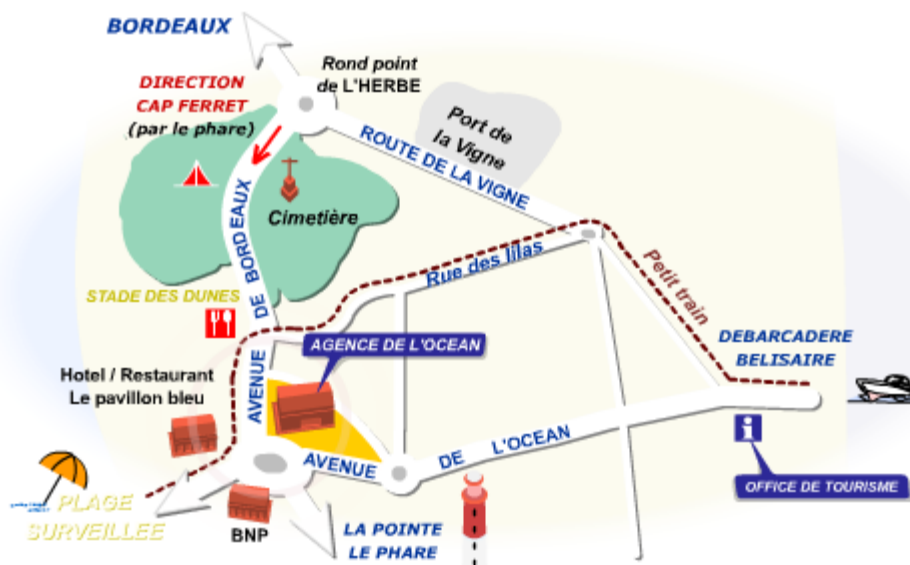 BORDEAUX
Rond point
de L'HERBE
DIRECTION
CAP FERRET
(par le phare)
Port de
la Vigne
ROUTE DE LA VIGNE
Cimetière
AVENUE DE BORDEAUX
Rue des lilas
Petit train
STADE DES DUNES
AGENCE DE L'OCEAN
DEBARCADERE
BELISAIRE
Hotel / Restaurant
Le pavillon bleu
AVENUE DE L'OCEAN
OFFICE DE TOURISME
PLAGE
SURVEILLEE
BNP
LA POINTE
LE PHARE